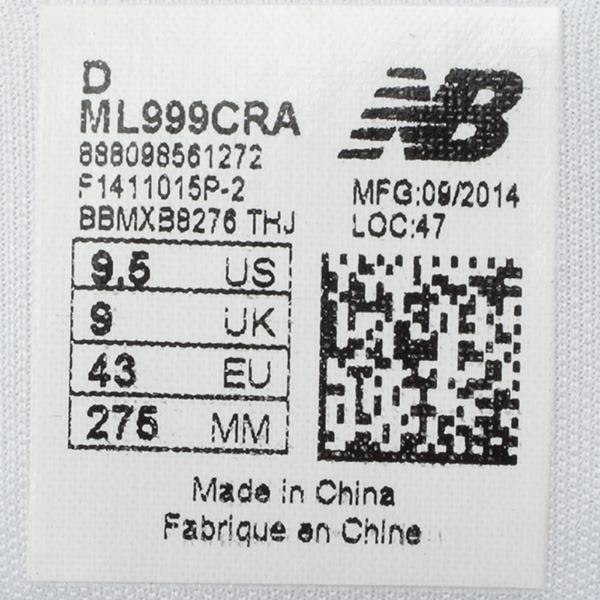 D
ML999CRA
888098561272
F1411015P-2
BBMXB8276 THJ
NB
MFG:09/2014
LOC:47
9.5 US
9 UK
43 EU
275 MM
Made in China
Fabrique en Chine